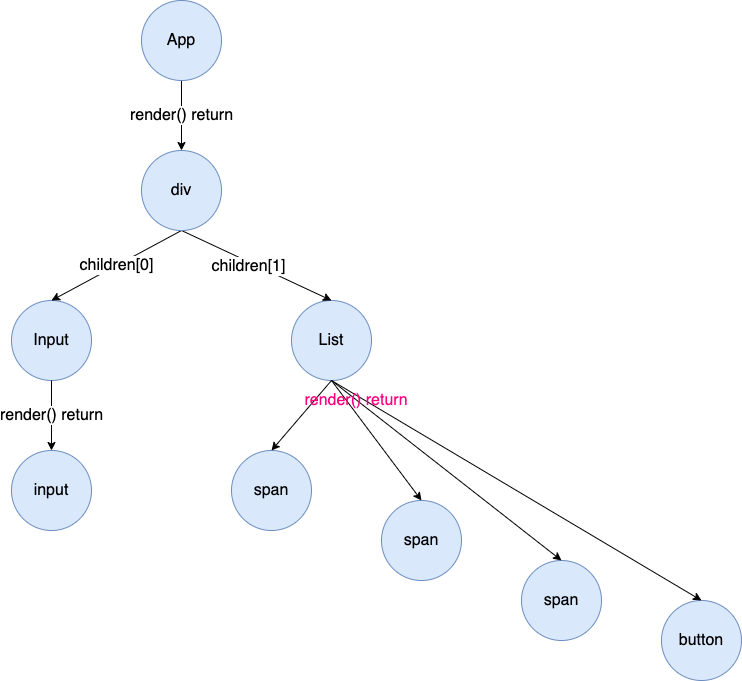 App
render() return
div
children[0]
children[1]
Input
List
render() return
render() return
input
span
span
span
button